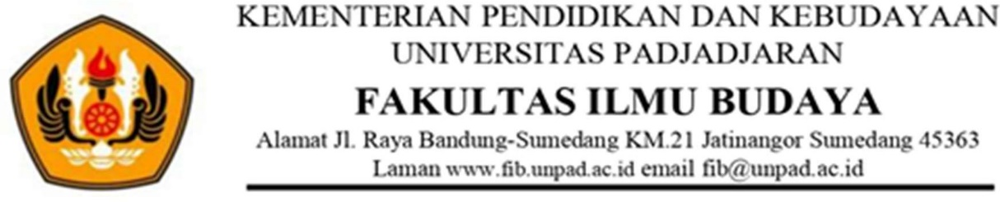 KEMENTERIAN PENDIDIKAN DAN KEBUDAYAAN
UNIVERSITAS PADJADJARAN
FAKULTAS ILMU BUDAYA
Alamat Jl. Raya Bandung-Sumedang KM.21 Jatinangor Sumedang 45363
Laman www.fib.unpad.ac.id email fib@unpad.ac.id